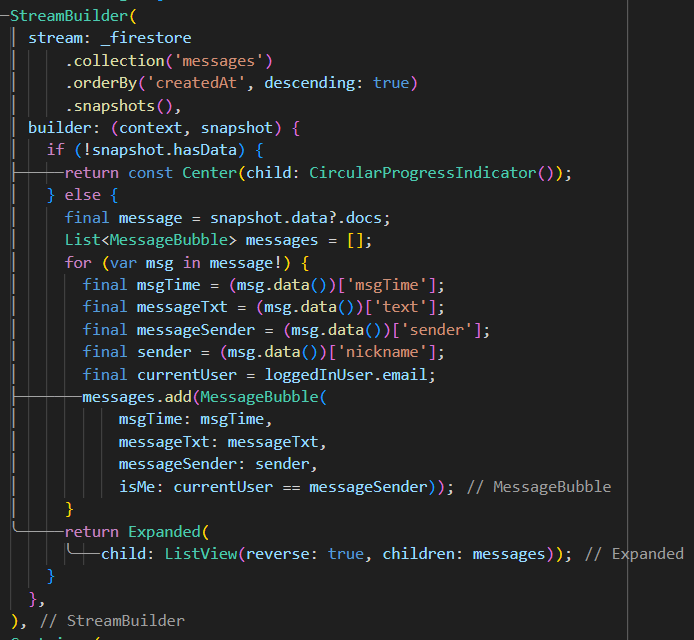 StreamBuilder(
stream: _firestore
.collection('messages')
.orderBy('createdAt', descending: true)
.snapshots(),
builder: (context, snapshot) {
if (!snapshot.hasData) {
return const Center(child: CircularProgressIndicator());
} else {
final message = snapshot.data?.docs;
List<MessageBubble> messages = [];
for (var msg in message!) {
final msgTime = (msg.data())['msgTime'];
final messageTxt = (msg.data())['text'];
final messageSender = (msg.data())['sender'];
final sender = (msg.data())['nickname'];
final currentUser = loggedInUser.email;
messages.add(MessageBubble(
msgTime: msgTime,
messageTxt: messageTxt,
messageSender: sender,
isMe: currentUser == messageSender)); // MessageBubble
}
return Expanded(
child: ListView(reverse: true, children: messages)); // Expanded
}
},
), // StreamBuilder